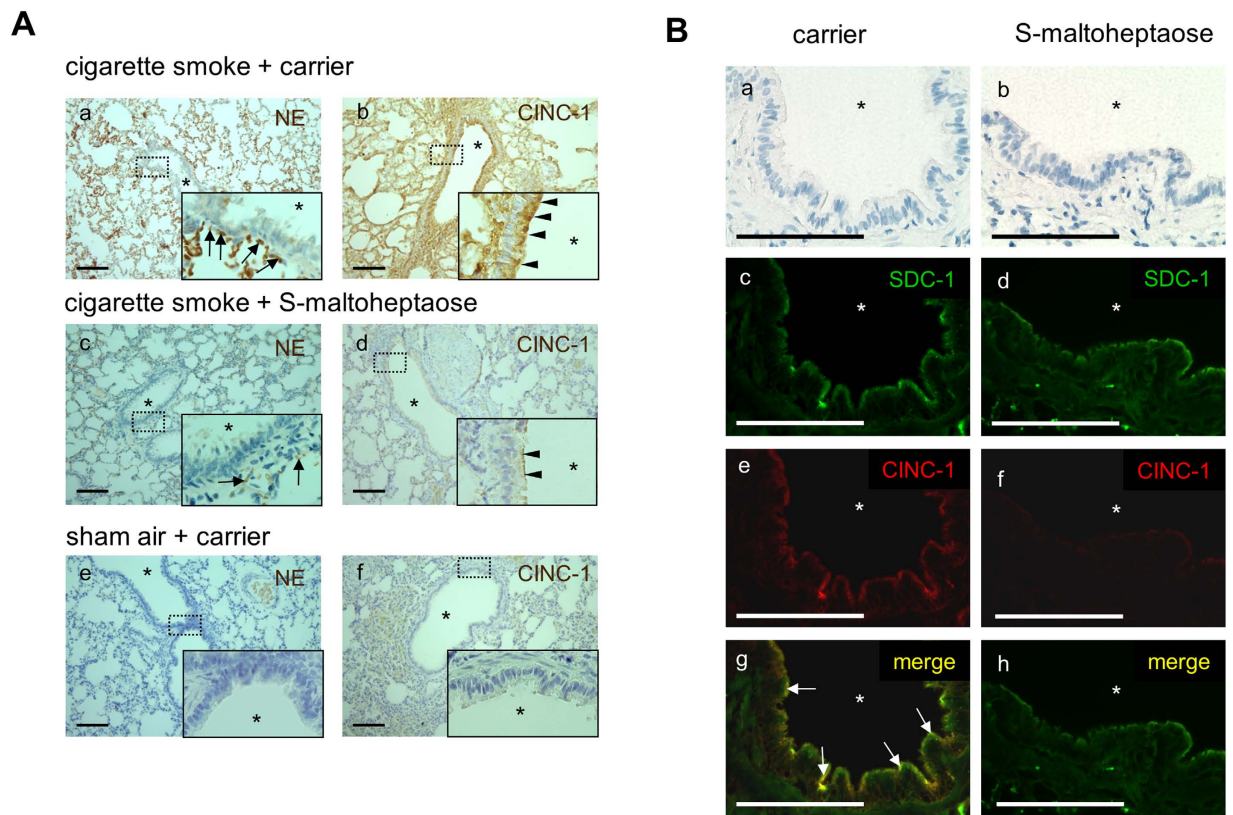 A
cigarette smoke + carrier
a NE
*
*
b CINC-1
*
*
cigarette smoke + S-maltoheptaose
c NE
*
*
d CINC-1
*
*
sham air + carrier
e NE
*
*
f CINC-1
*
*
B
carrier S-maltoheptaose
a
*
b
*
c SDC-1
*
d SDC-1
*
e CINC-1
*
f CINC-1
*
g merge
*
h merge
*